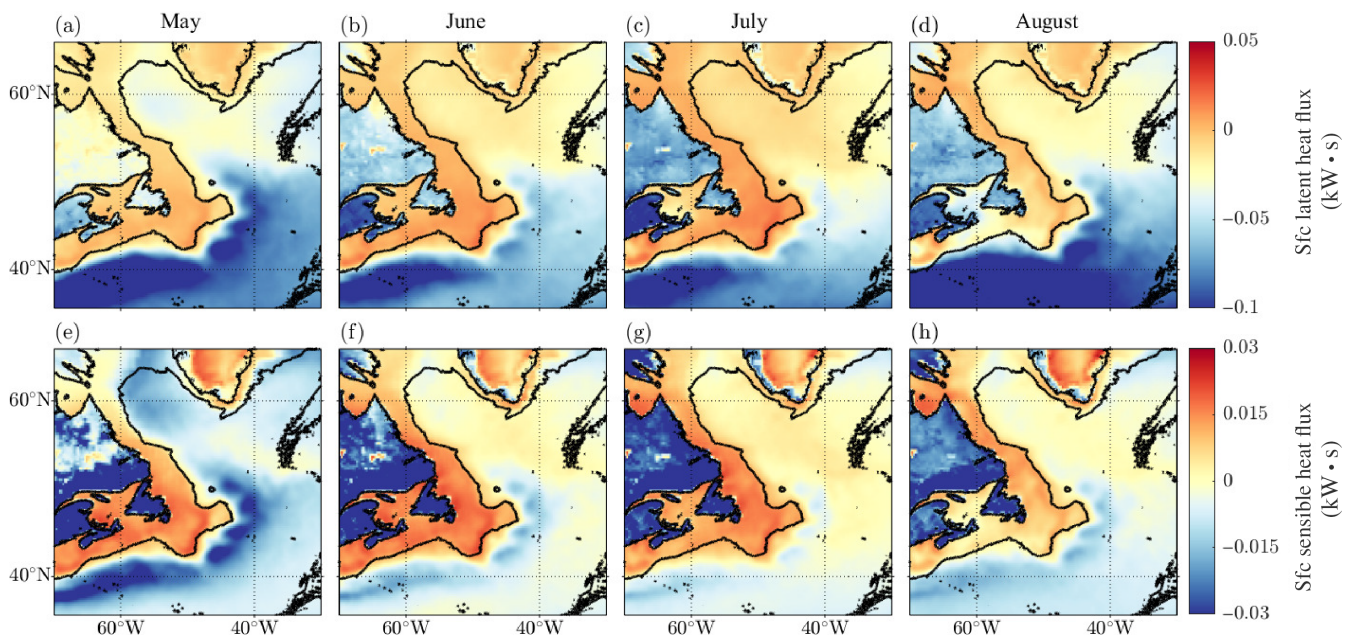 (a) May (b) June (c) July (d) August
0.05
60°N
0
Sfc latent heat flux
(kW • s)
−0.05
40°N
−0.1
(e) (f) (g) (h)
0.03
60°N
0.015
0
Sfc sensible heat flux
(kW • s)
−0.015
40°N
−0.03
60°W 40°W 60°W 40°W 60°W 40°W 60°W 40°W